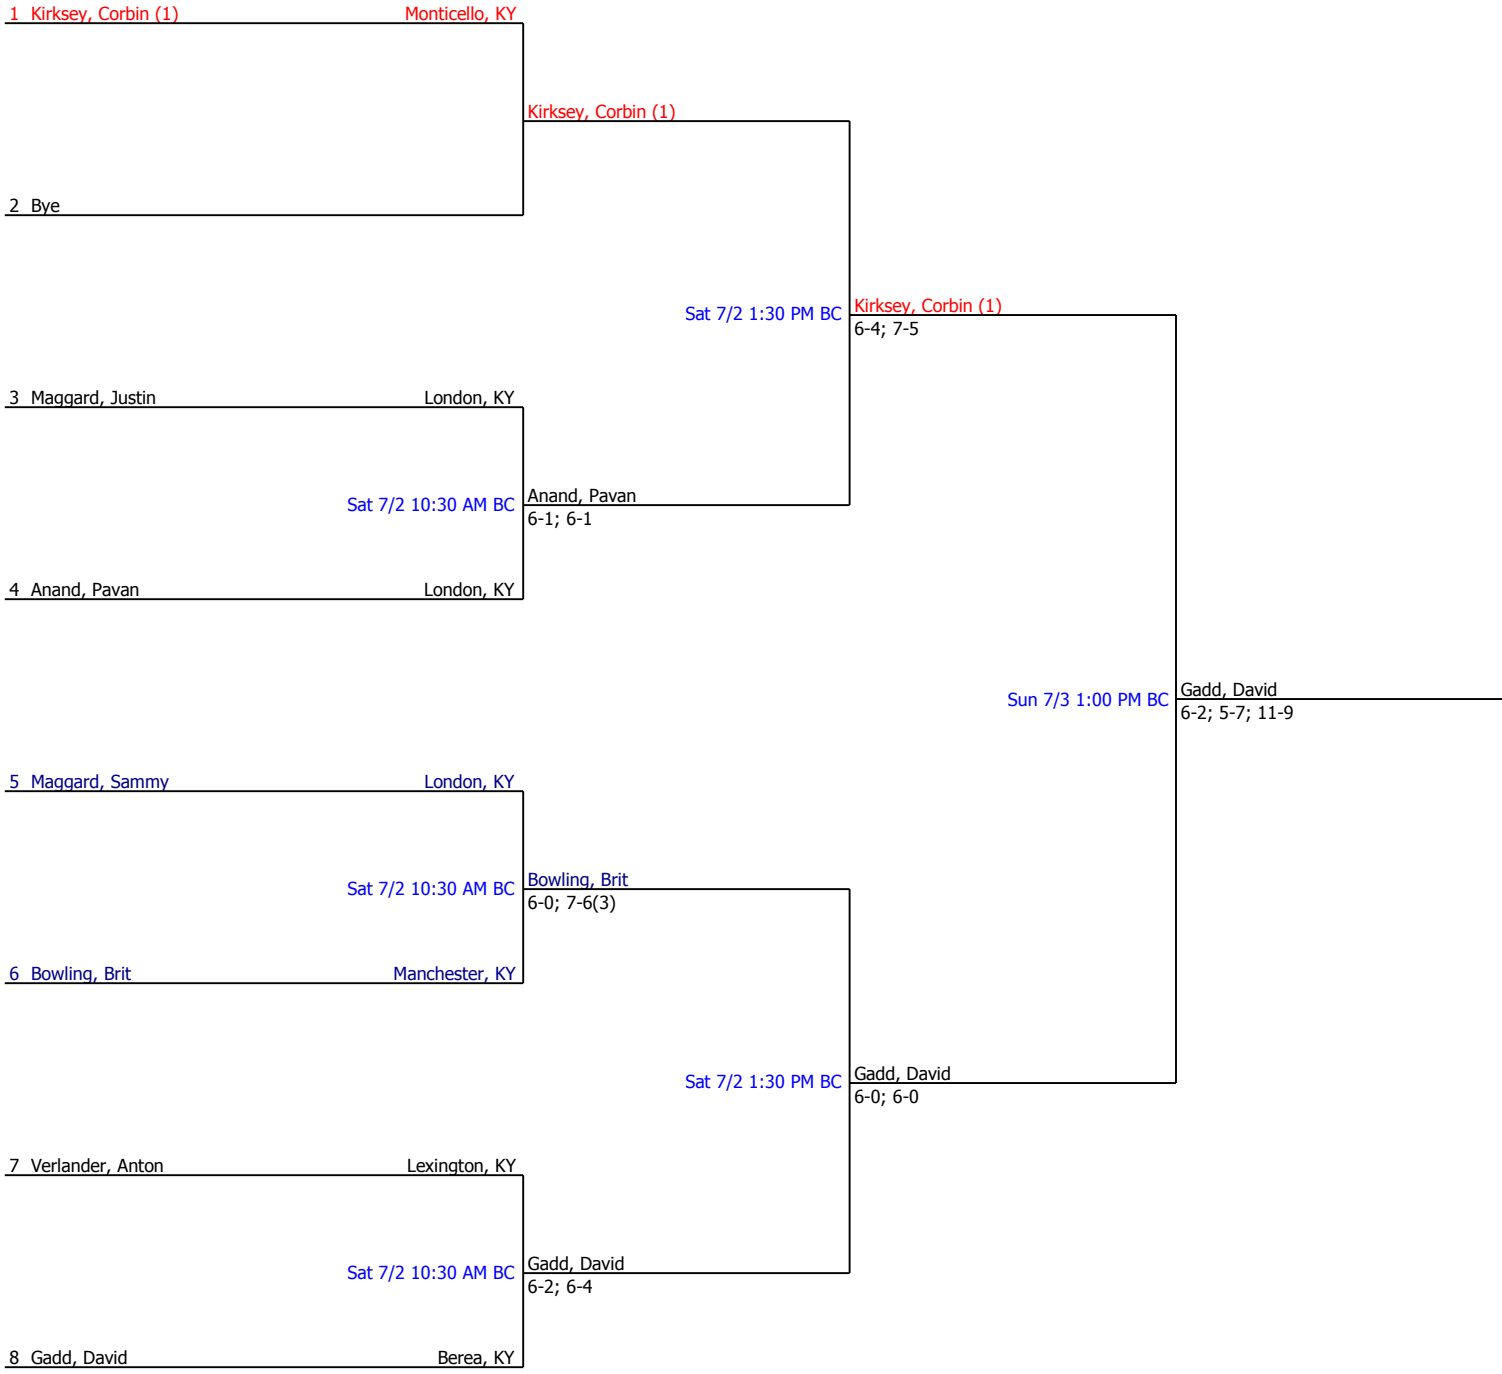 1 Kirksey, Corbin (1) Monticello, KY
Kirksey, Corbin (1)
2 Bye
Sat 7/2 1:30 PM BC Kirksey, Corbin (1)
6-4; 7-5
3 Maggard, Justin London, KY
Sat 7/2 10:30 AM BC Anand, Pavan
6-1; 6-1
4 Anand, Pavan London, KY
Sun 7/3 1:00 PM BC Gadd, David
6-2; 5-7; 11-9
5 Maggard, Sammy London, KY
Sat 7/2 10:30 AM BC Bowling, Brit
6-0; 7-6(3)
6 Bowling, Brit Manchester, KY
Sat 7/2 1:30 PM BC Gadd, David
6-0; 6-0
7 Verlander, Anton Lexington, KY
Sat 7/2 10:30 AM BC Gadd, David
6-2; 6-4
8 Gadd, David Berea, KY